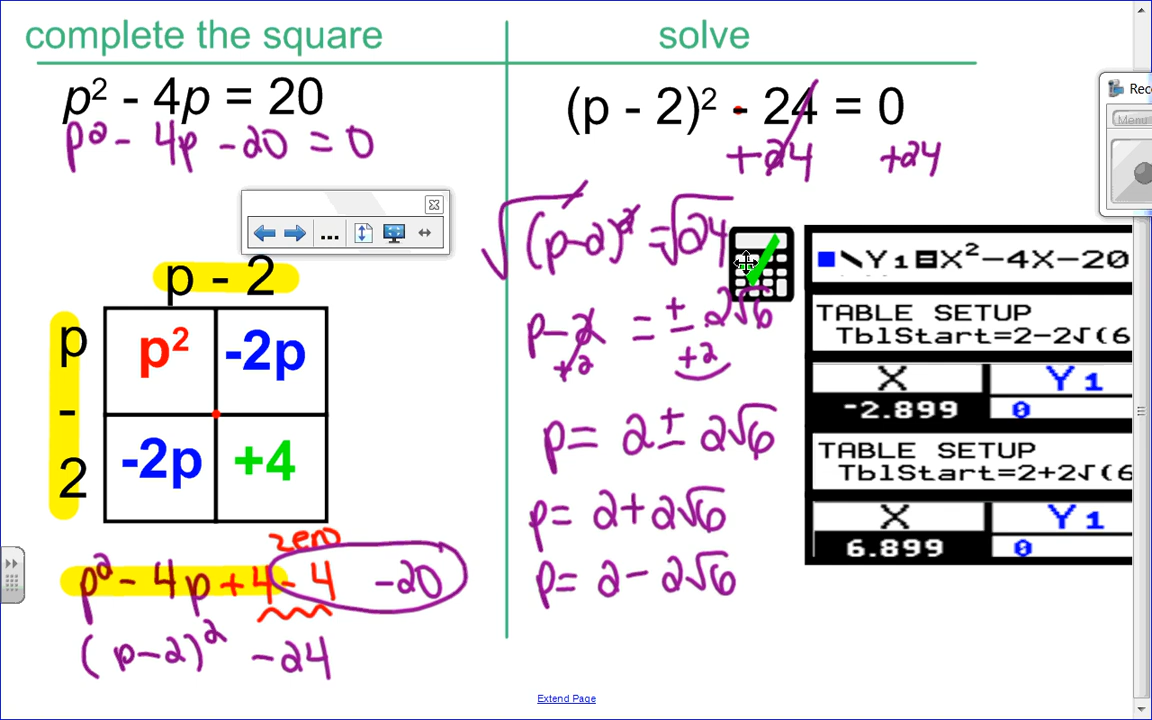 complete the square
p² - 4p = 20
p² - 4p - 20 = 0
...
p - 2
p
-
2
p²
-2p
-2p
+4
zero
p² - 4p + 4 - 4 - 20
(p - 2)² - 24
solve
(p - 2)² - 24 = 0
+24 +24
√(p-2)² = √24
p - 2 = ± 2√6
+2 +2
p = 2 ± 2√6
p = 2 + 2√6
p = 2 - 2√6
\Y1=X²-4X-20
TABLE SETUP
TblStart=2-2√(6
X Y1
-2.899 0
TABLE SETUP
TblStart=2+2√(6
X Y1
6.899 0
Extend Page
Rec
Menu